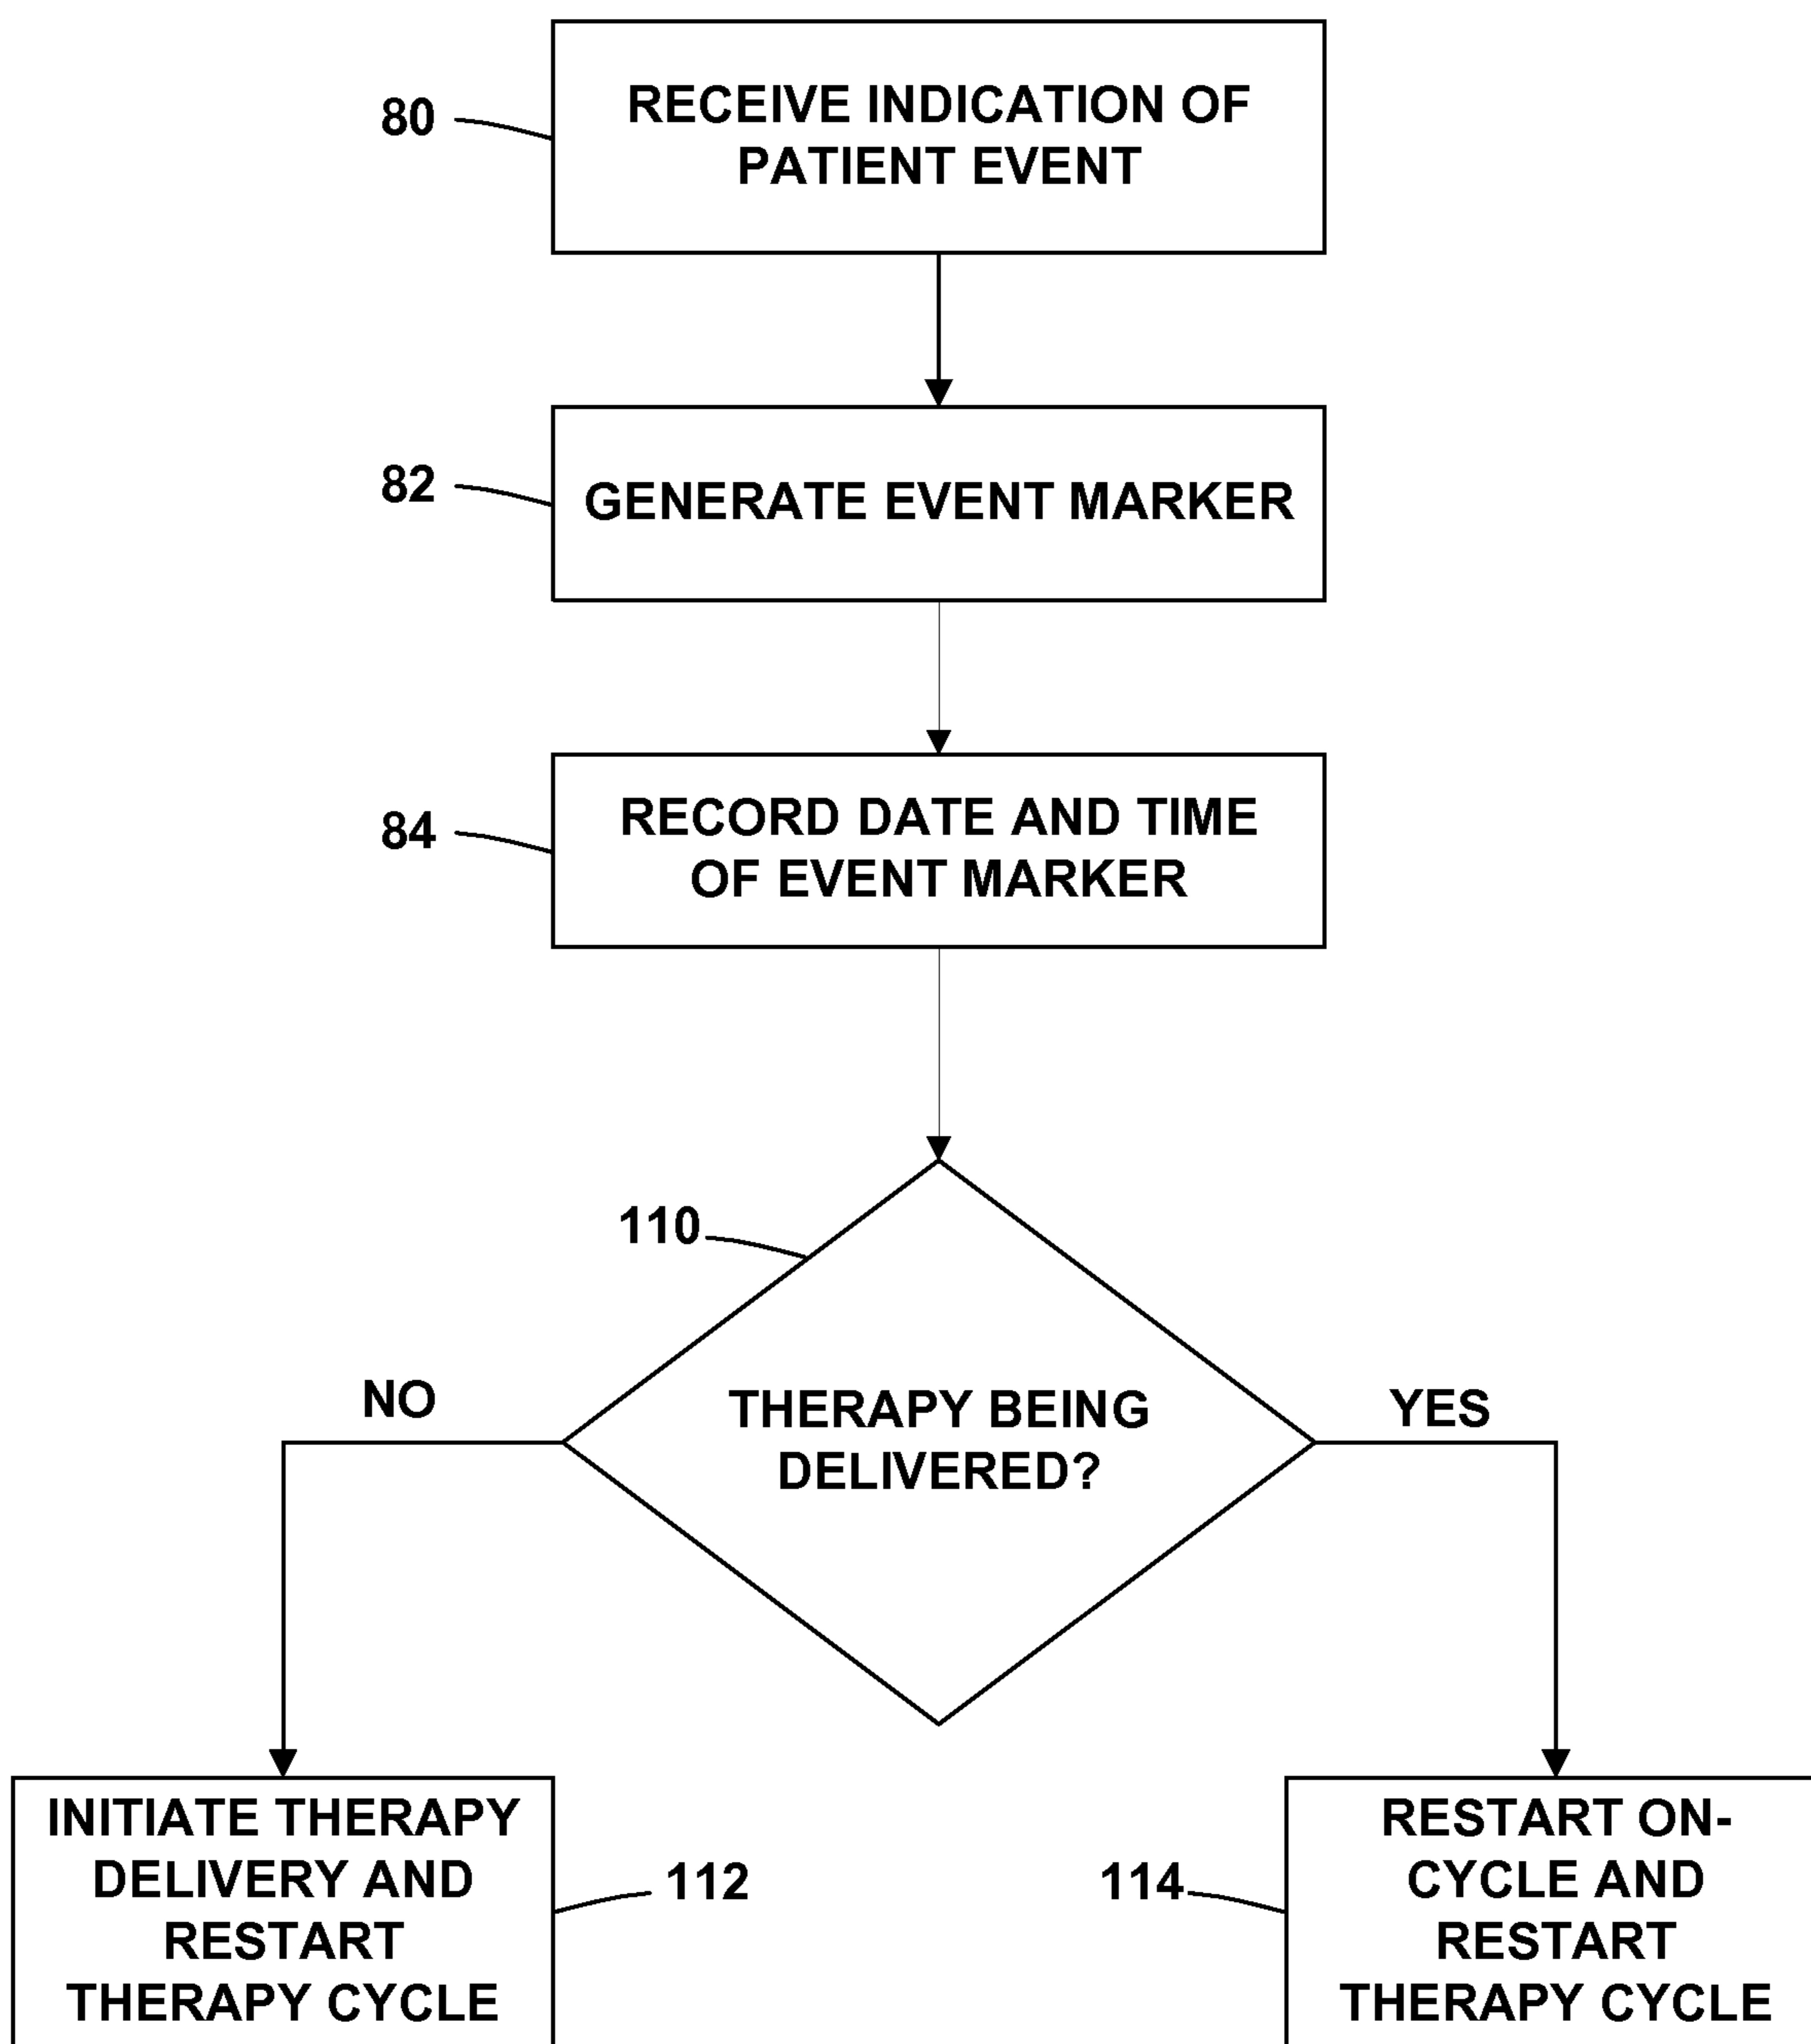 80
RECEIVE INDICATION OF
PATIENT EVENT
82
GENERATE EVENT MARKER
84
RECORD DATE AND TIME
OF EVENT MARKER
110
NO
THERAPY BEING
DELIVERED?
YES
INITIATE THERAPY
DELIVERY AND
RESTART
THERAPY CYCLE
112
114
RESTART ON-
CYCLE AND
RESTART
THERAPY CYCLE